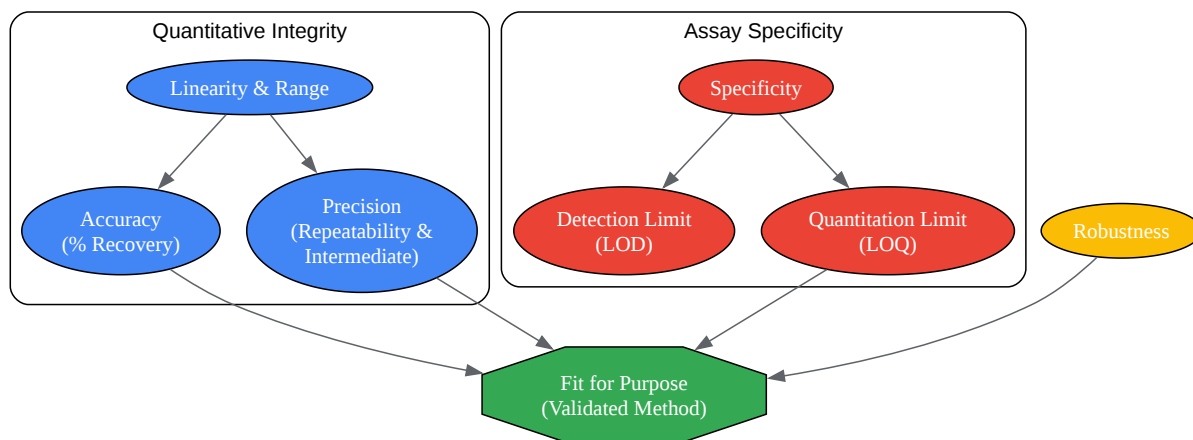 Quantitative Integrity
Assay Specificity
Linearity & Range
Specificity
Accuracy
(% Recovery)
Precision
(Repeatability &
Intermediate)
Detection Limit
(LOD)
Quantitation Limit
(LOQ)
Robustness
Fit for Purpose
(Validated Method)